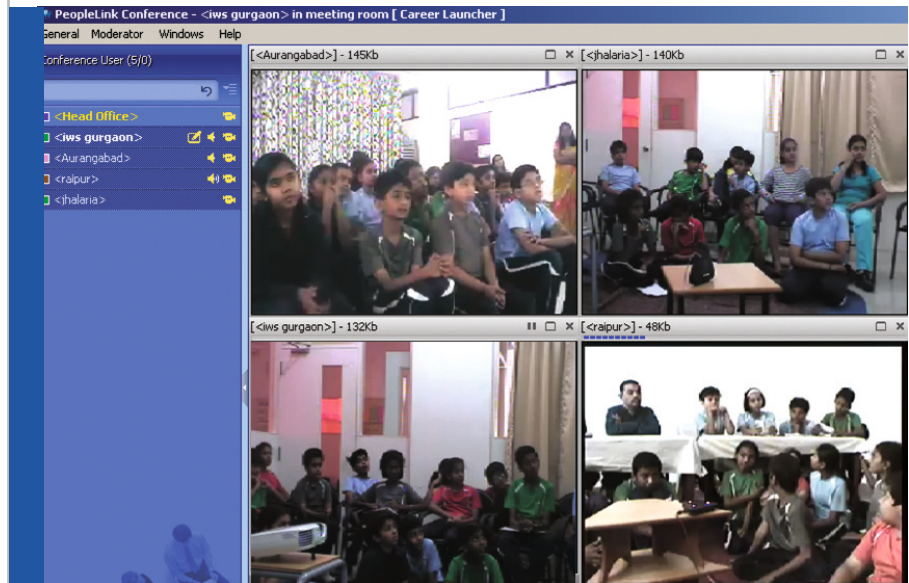 PeopleLink Conference - <iws gurgaon> in meeting room [ Career Launcher ]
General Moderator Windows Help
Conference User (5/0)
<Head Office>
<iws gurgaon>
<Aurangabad>
<raipur>
<jhalaria>
[<Aurangabad>] - 145Kb
[<jhalaria>] - 140Kb
[<iws gurgaon>] - 132Kb
[<raipur>] - 48Kb